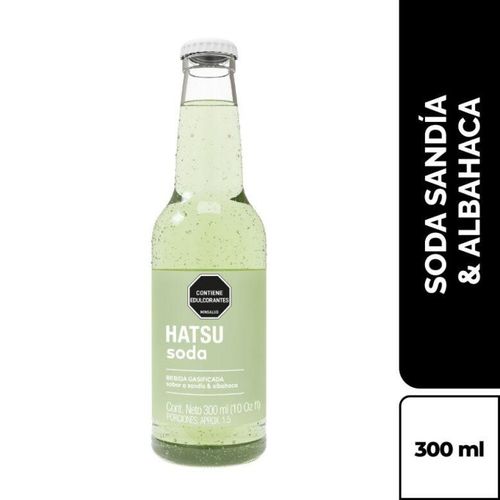 CONTIENE
EDULCORANTES
MINSALUD
HATSU
soda
BEBIDA GASIFICADA
sabor a sandía & albahaca
Cont. Neto 300 ml (10 Oz fl)
PORCIONES: APROX. 1.5
SODA SANDÍA
& ALBAHACA
300 ml